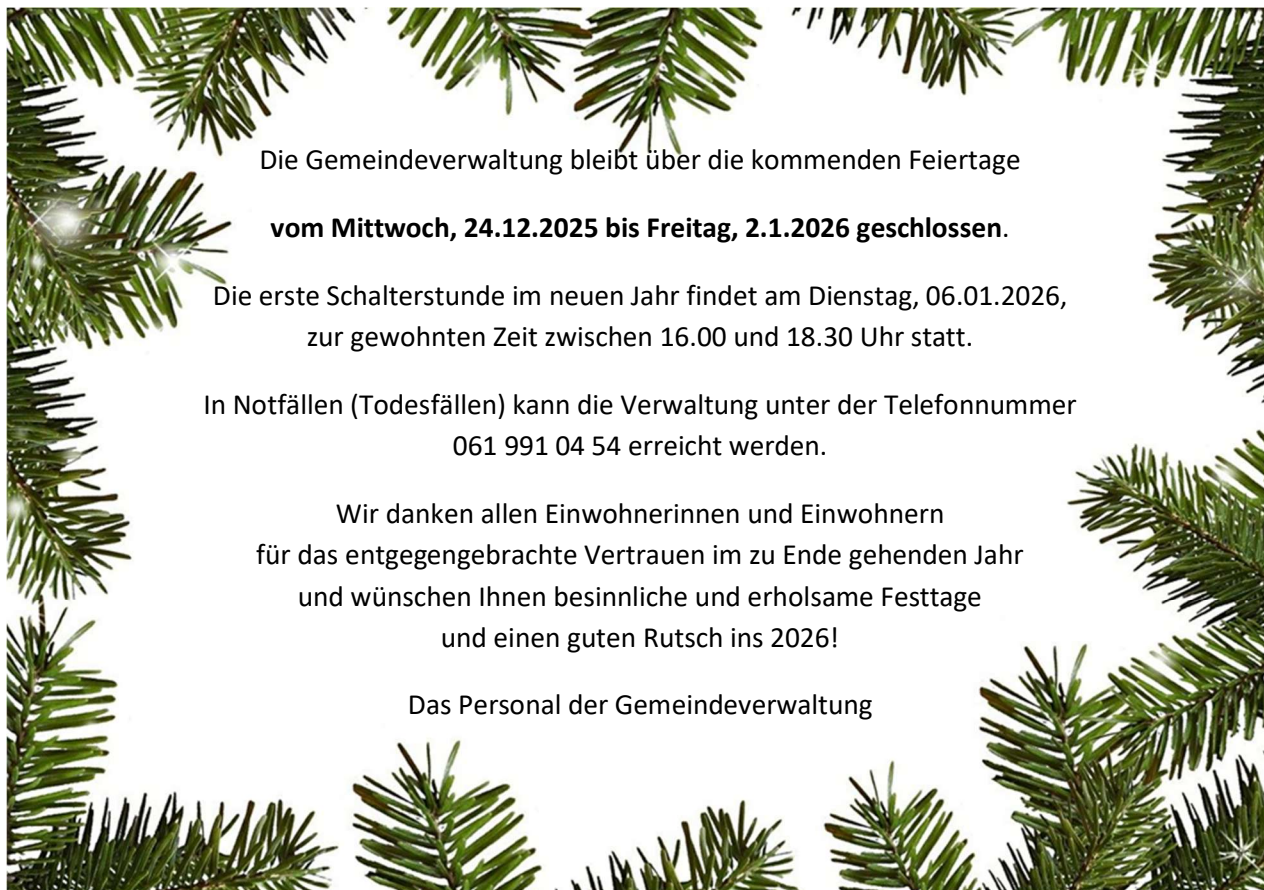 Die Gemeindeverwaltung bleibt über die kommenden Feiertage
vom Mittwoch, 24.12.2025 bis Freitag, 2.1.2026 geschlossen.
Die erste Schalterstunde im neuen Jahr findet am Dienstag, 06.01.2026,
zur gewohnten Zeit zwischen 16.00 und 18.30 Uhr statt.
In Notfällen (Todesfällen) kann die Verwaltung unter der Telefonnummer
061 991 04 54 erreicht werden.
Wir danken allen Einwohnerinnen und Einwohnern
für das entgegengebrachte Vertrauen im zu Ende gehenden Jahr
und wünschen Ihnen besinnliche und erholsame Festtage
und einen guten Rutsch ins 2026!
Das Personal der Gemeindeverwaltung